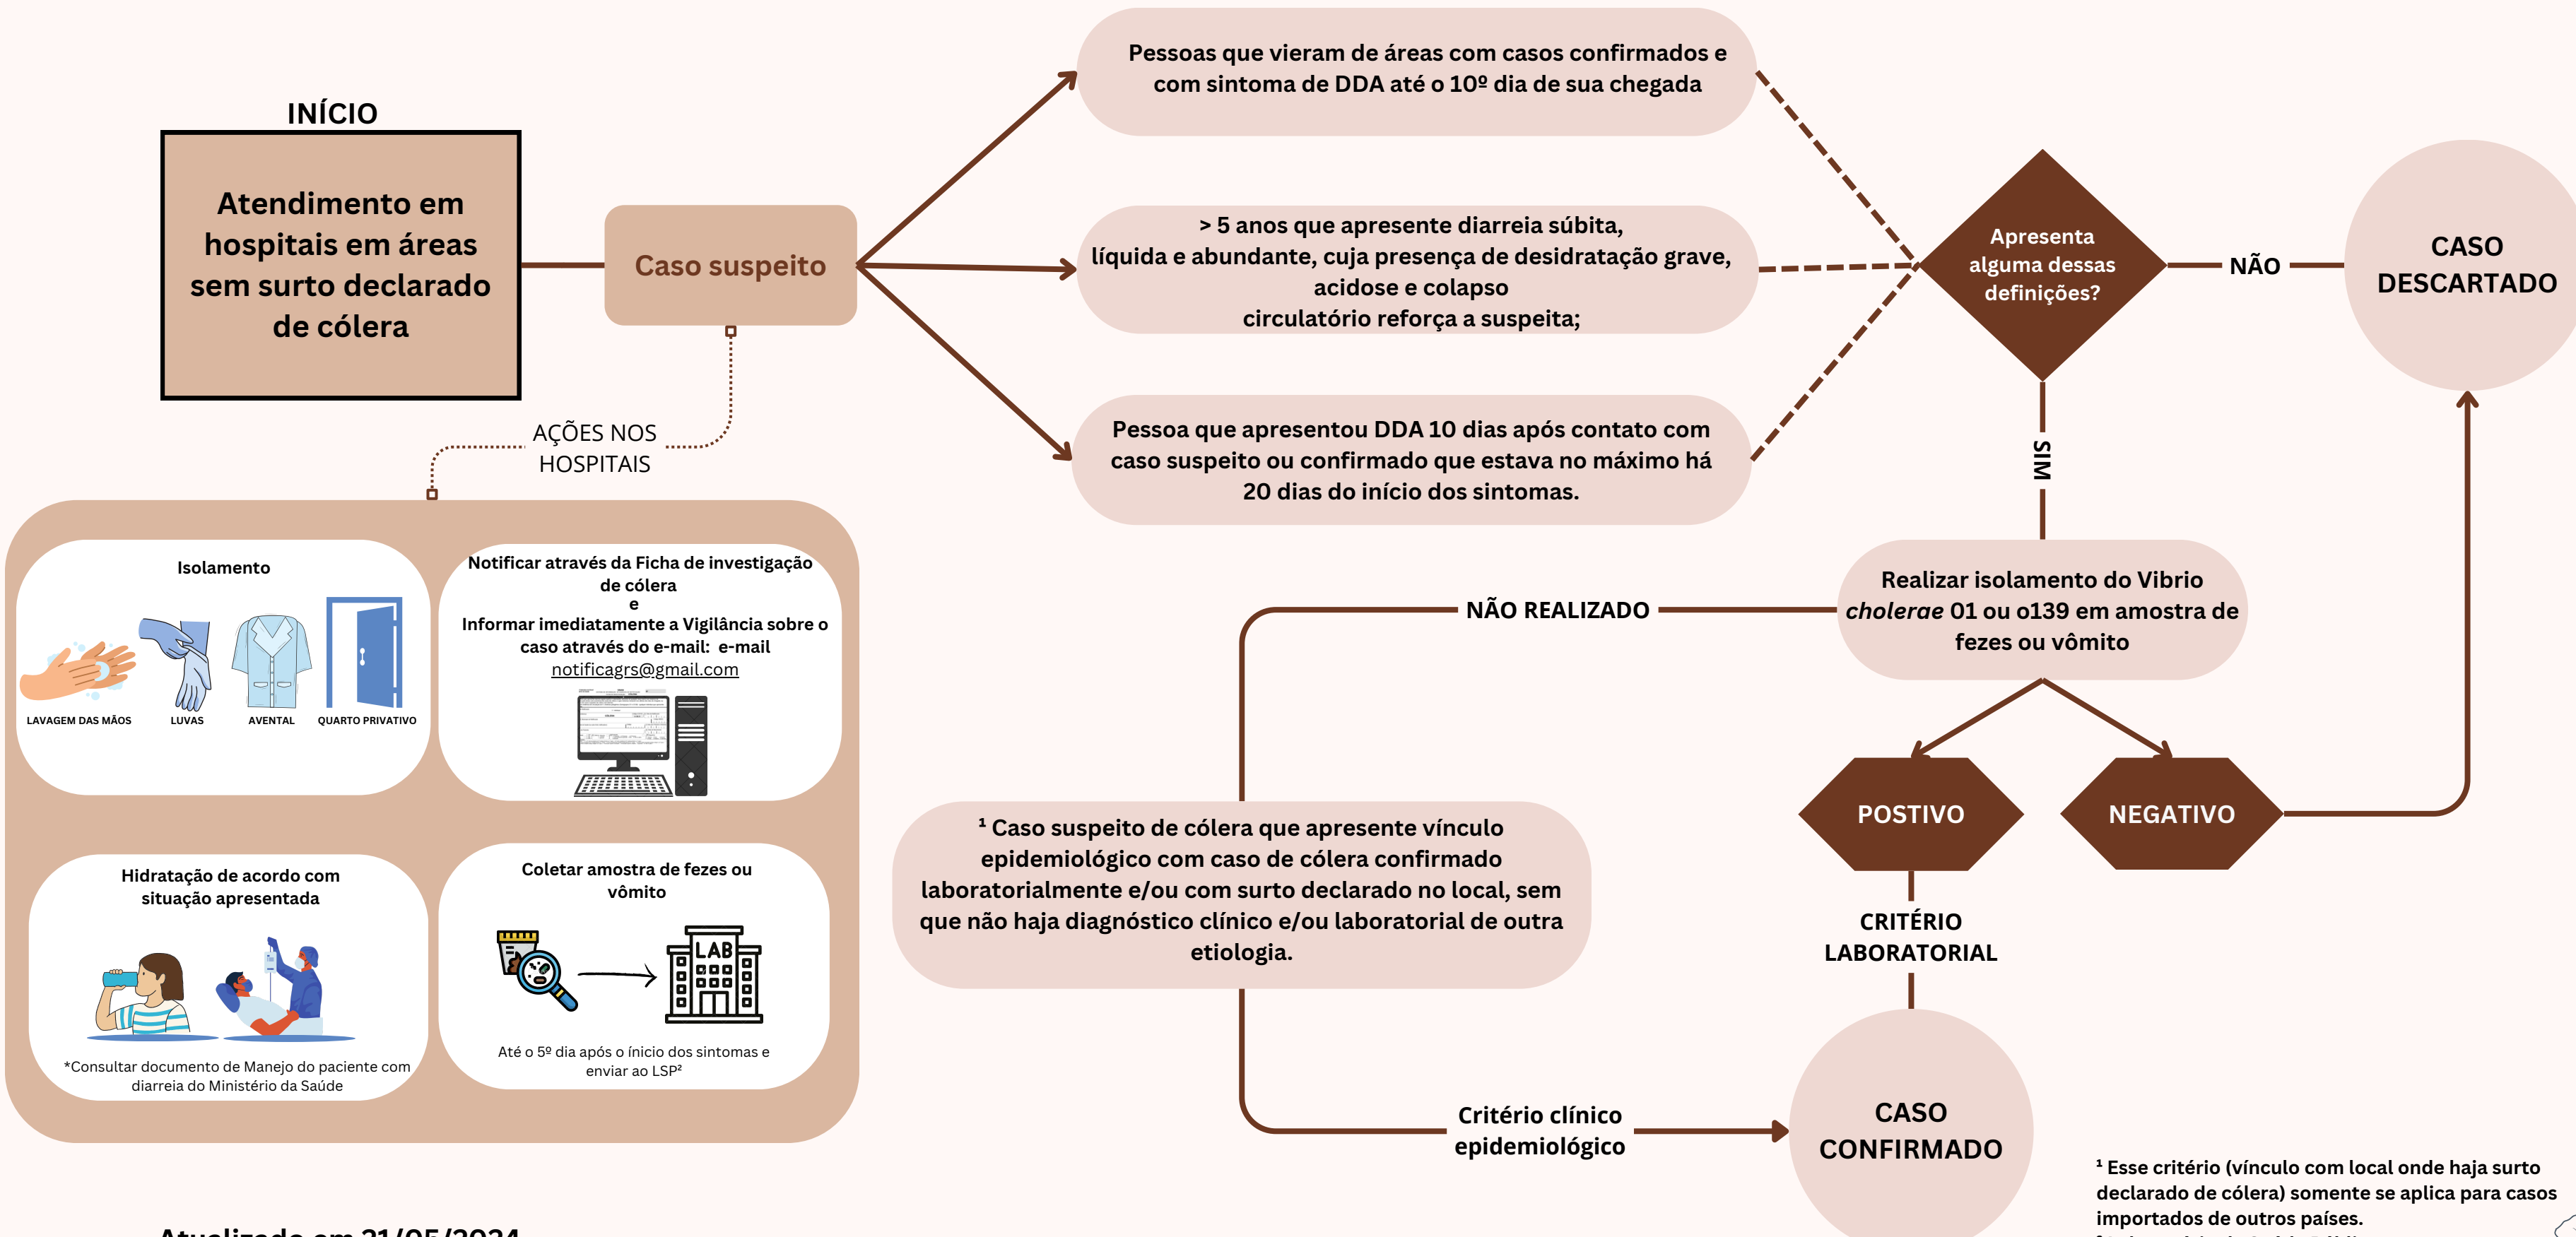 INÍCIO
Atendimento em
hospitais em áreas
sem surto declarado
de cólera
Caso suspeito
Pessoas que vieram de áreas com casos confirmados e
com sintoma de DDA até o 10º dia de sua chegada
> 5 anos que apresente diarreia súbita,
líquida e abundante, cuja presença de desidratação grave,
acidose e colapso
circulatório reforça a suspeita;
Pessoa que apresentou DDA 10 dias após contato com
caso suspeito ou confirmado que estava no máximo há
20 dias do início dos sintomas.
Apresenta
alguma dessas
definições?
NÃO
CASO
DESCARTADO
SIM
AÇÕES NOS
HOSPITAIS
Isolamento
LAVAGEM DAS MÃOS
LUVAS
AVENTAL
QUARTO PRIVATIVO
Notificar através da Ficha de investigação
de cólera
e
Informar imediatamente a Vigilância sobre o
caso através do e-mail: e-mail
notificagrs@gmail.com
Hidratação de acordo com
situação apresentada
*Consultar documento de Manejo do paciente com
diarreia do Ministério da Saúde
Coletar amostra de fezes ou
vômito
LAB
Até o 5º dia após o ínicio dos sintomas e
enviar ao LSP²
Realizar isolamento do Vibrio
cholerae 01 ou o139 em amostra de
fezes ou vômito
NÃO REALIZADO
POSTIVO
NEGATIVO
¹ Caso suspeito de cólera que apresente vínculo
epidemiológico com caso de cólera confirmado
laboratorialmente e/ou com surto declarado no local, sem
que não haja diagnóstico clínico e/ou laboratorial de outra
etiologia.
CRITÉRIO
LABORATORIAL
Critério clínico
epidemiológico
CASO
CONFIRMADO
¹ Esse critério (vínculo com local onde haja surto
declarado de cólera) somente se aplica para casos
importados de outros países.
Atualizado em 21/05/2024